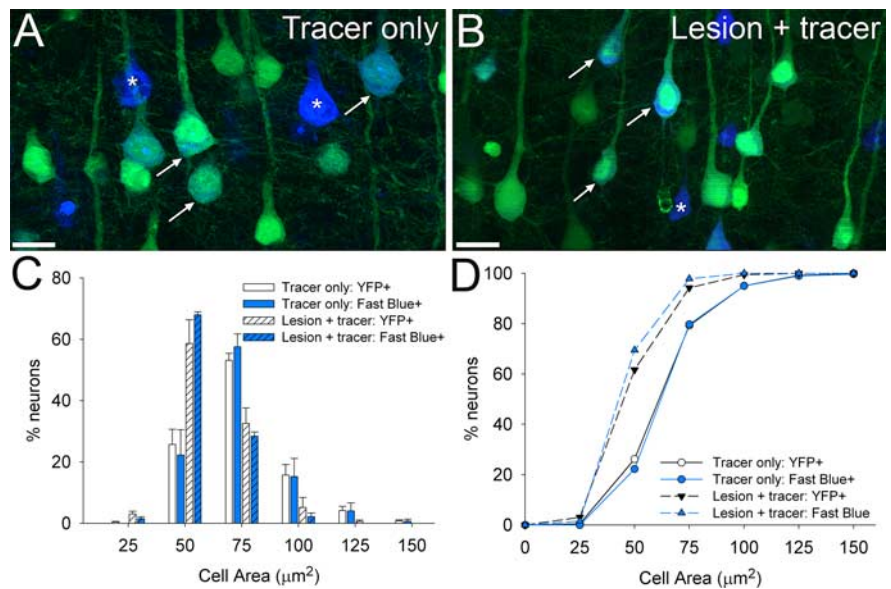 A
Tracer only
*
*
B
Lesion + tracer
*
C
80
60
40
20
0
% neurons
Tracer only: YFP+
Tracer only: Fast Blue+
Lesion + tracer: YFP+
Lesion + tracer: Fast Blue+
25 50 75 100 125 150
Cell Area (μm²)
D
100
80
60
40
20
0
% neurons
Tracer only: YFP+
Tracer only: Fast Blue+
Lesion + tracer: YFP+
Lesion + tracer: Fast Blue
0 25 50 75 100 125 150
Cell Area (μm²)